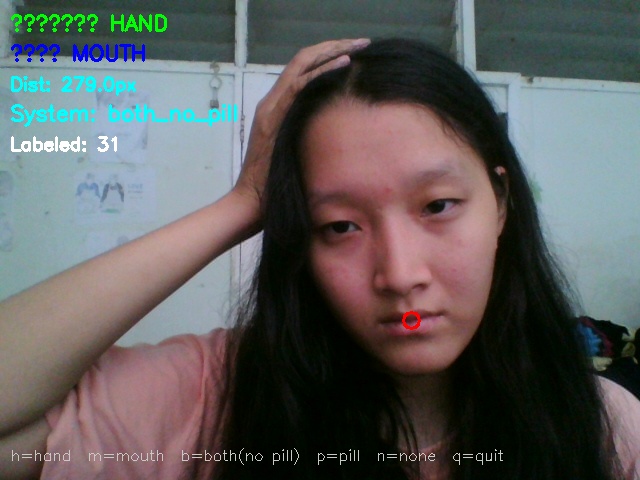 ??????? HAND
???? MOUTH
Dist: 279.0px
System: both_no_pill
Labeled: 31
h=hand m=mouth b=both(no pill) p=pill n=none q=quit